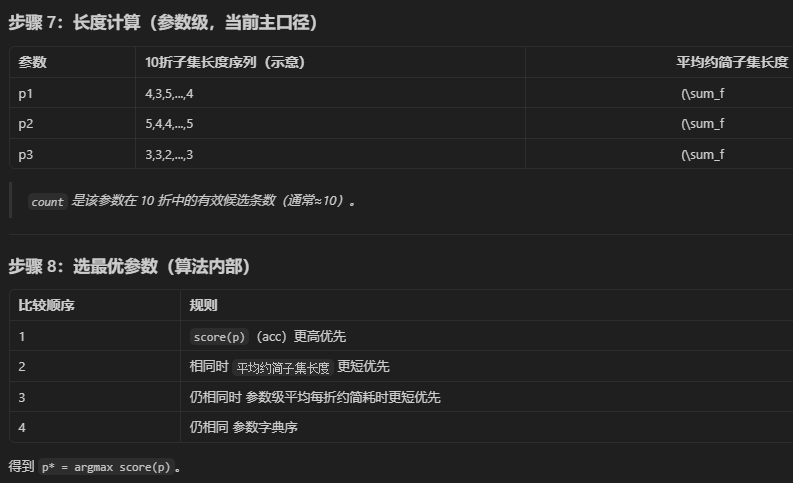 步骤 7：长度计算（参数级，当前主口径）
参数 10折子集长度序列（示意） 平均约简子集长度
p1 4,3,5,...,4 (\sum_f
p2 5,4,4,...,5 (\sum_f
p3 3,3,2,...,3 (\sum_f
count 是该参数在 10 折中的有效候选条数（通常≈10）。
步骤 8：选最优参数（算法内部）
比较顺序 规则
1 score(p)（acc）更高优先
2 相同时 平均约简子集长度 更短优先
3 仍相同时 参数级平均每折约简耗时更短优先
4 仍相同 参数字典序
得到 p* = argmax score(p)。